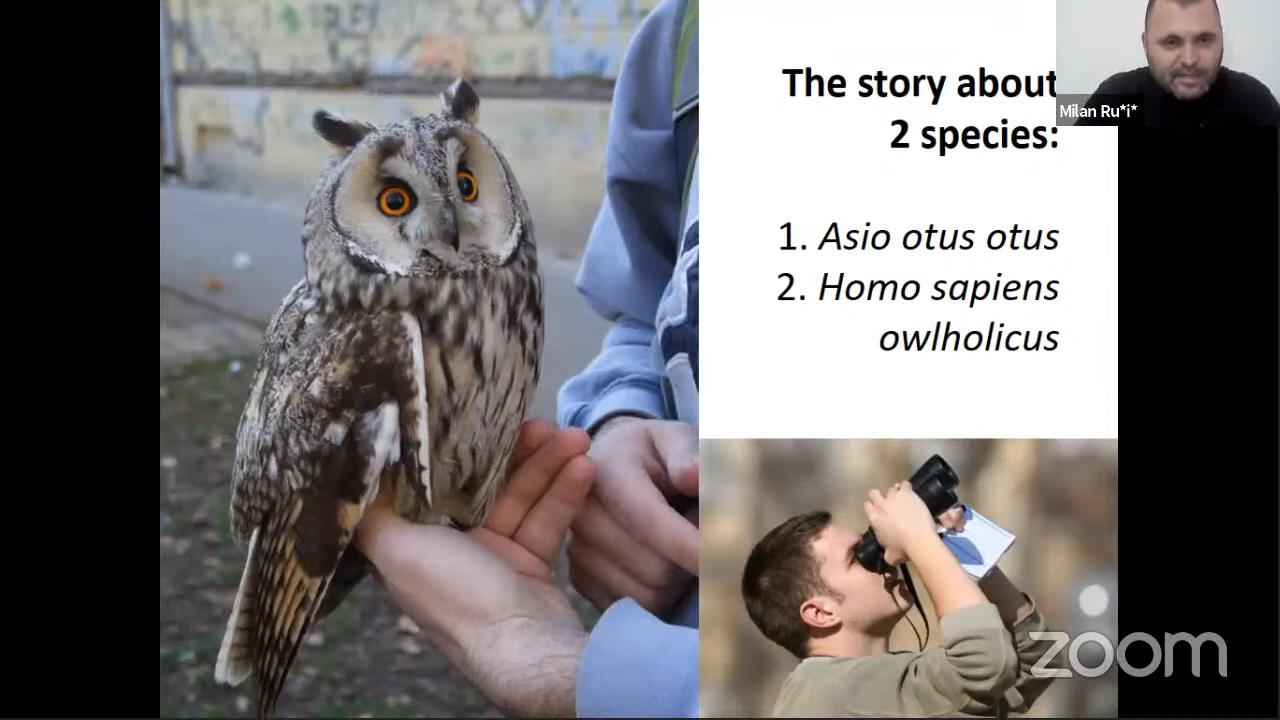 The story about
2 species:
1. Asio otus otus
2. Homo sapiens
owlholicus
Milan Ru*i*
zoom